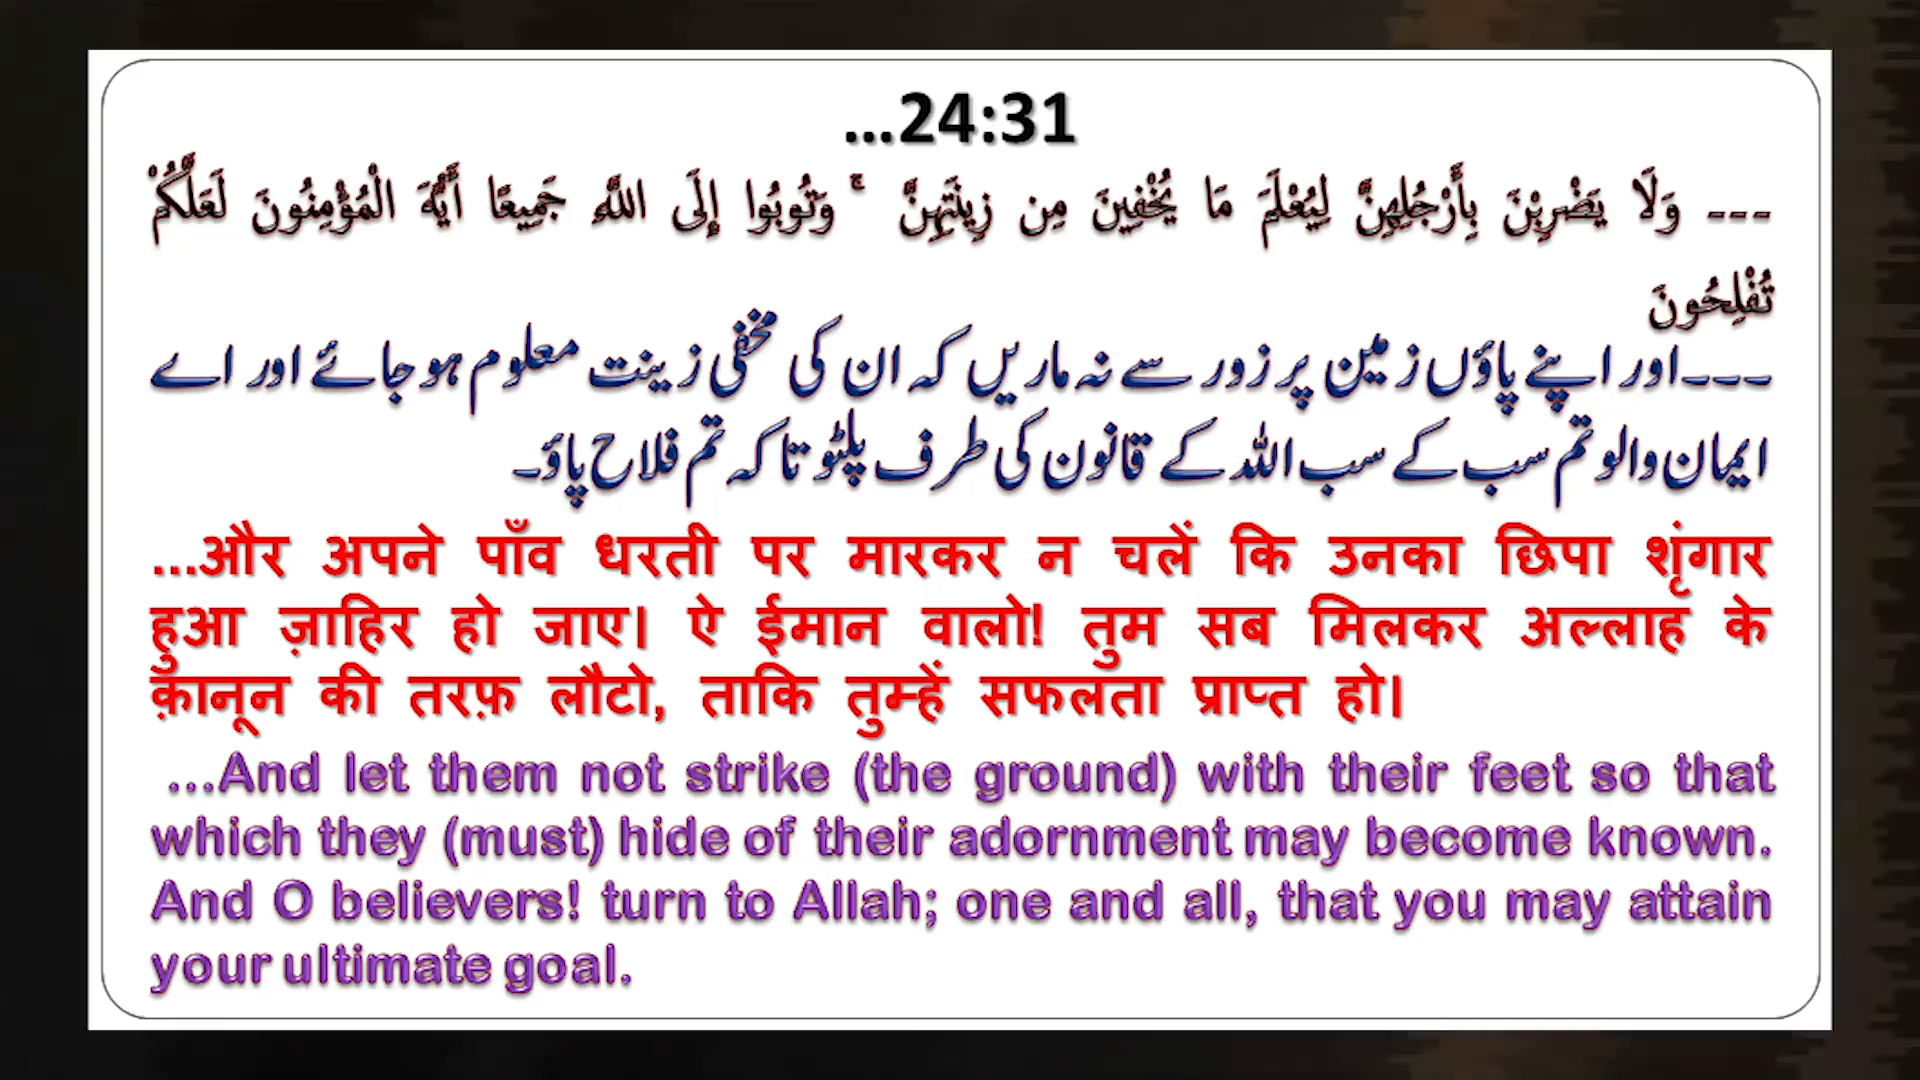 ...24:31
--- وَلَا يَضْرِبْنَ بِأَرْجُلِهِنَّ لِيُعْلَمَ مَا يُخْفِينَ مِن زِينَتِهِنَّ ۚ وَتُوبُوا إِلَى اللَّهِ جَمِيعًا أَيُّهَ الْمُؤْمِنُونَ لَعَلَّكُمْ
تُفْلِحُونَ
---اور اپنے پاؤں زمین پر زور سے نہ ماریں کہ ان کی مخفی زینت معلوم ہو جائے اور اے
ایمان والو تم سب کے سب اللہ کے قانون کی طرف پلٹو تا کہ تم فلاح پاؤ۔
...और अपने पाँव धरती पर मारकर न चलें कि उनका छिपा शृंगार
हुआ ज़ाहिर हो जाए। ऐ ईमान वालो! तुम सब मिलकर अल्लाह के
क़ानून की तरफ़ लौटो, ताकि तुम्हें सफलता प्राप्त हो।
...And let them not strike (the ground) with their feet so that
which they (must) hide of their adornment may become known.
And O believers! turn to Allah; one and all, that you may attain
your ultimate goal.